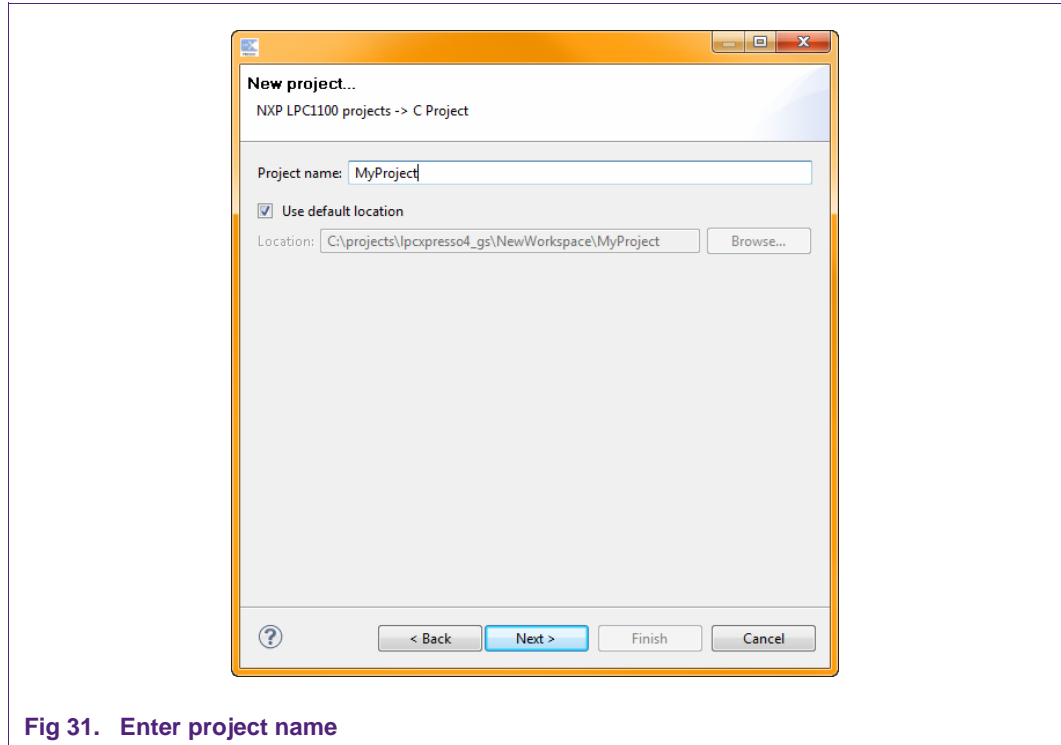 New project...
NXP LPC1100 projects -> C Project
Project name: MyProject
Use default location
Location: C:\projects\lpcxpresso4_gs\NewWorkspace\MyProject Browse...
? < Back Next > Finish Cancel
Fig 31. Enter project name